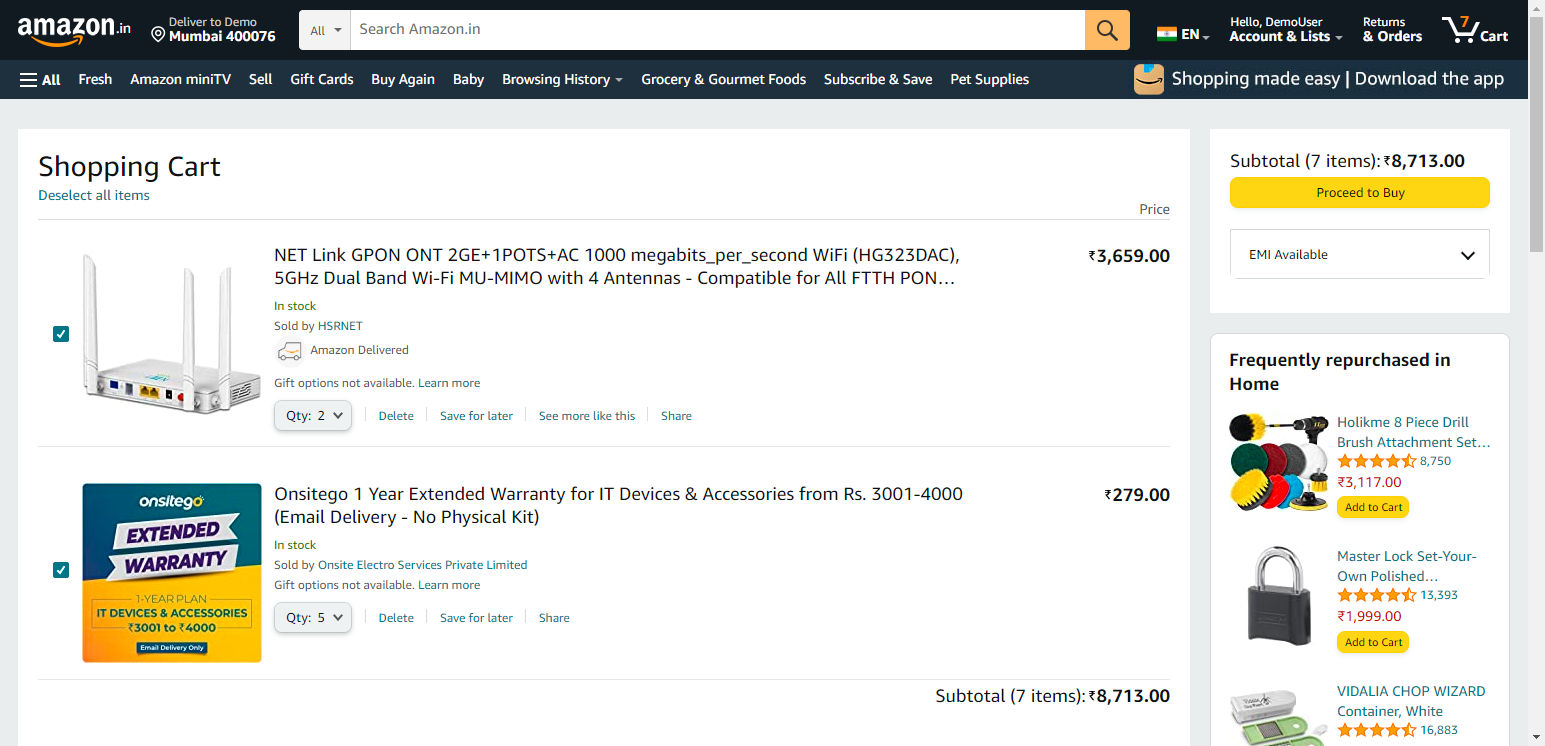 amazon.in
Deliver to Demo
Mumbai 400076
All
Search Amazon.in
EN
Hello, DemoUser
Account & Lists
Returns
& Orders
7
Cart
All
Fresh
Amazon miniTV
Sell
Gift Cards
Buy Again
Baby
Browsing History
Grocery & Gourmet Foods
Subscribe & Save
Pet Supplies
Shopping made easy | Download the app
Shopping Cart
Deselect all items
Price
NET Link GPON ONT 2GE+1POTS+AC 1000 megabits_per_second WiFi (HG323DAC),
5GHz Dual Band Wi-Fi MU-MIMO with 4 Antennas - Compatible for All FTTH PON…
₹3,659.00
In stock
Sold by HSRNET
Amazon Delivered
Gift options not available. Learn more
Qty: 2
Delete
Save for later
See more like this
Share
onsitego
EXTENDED
WARRANTY
1-YEAR PLAN
IT DEVICES & ACCESSORIES
₹3001 to ₹4000
Email Delivery Only
Onsitego 1 Year Extended Warranty for IT Devices & Accessories from Rs. 3001-4000
(Email Delivery - No Physical Kit)
₹279.00
In stock
Sold by Onsite Electro Services Private Limited
Gift options not available. Learn more
Qty: 5
Delete
Save for later
Share
Subtotal (7 items): ₹8,713.00
Subtotal (7 items): ₹8,713.00
Proceed to Buy
EMI Available
Frequently repurchased in
Home
Holikme 8 Piece Drill
Brush Attachment Set…
8,750
₹3,117.00
Add to Cart
Master Lock Set-Your-
Own Polished…
13,393
₹1,999.00
Add to Cart
VIDALIA CHOP WIZARD
Container, White
16,883